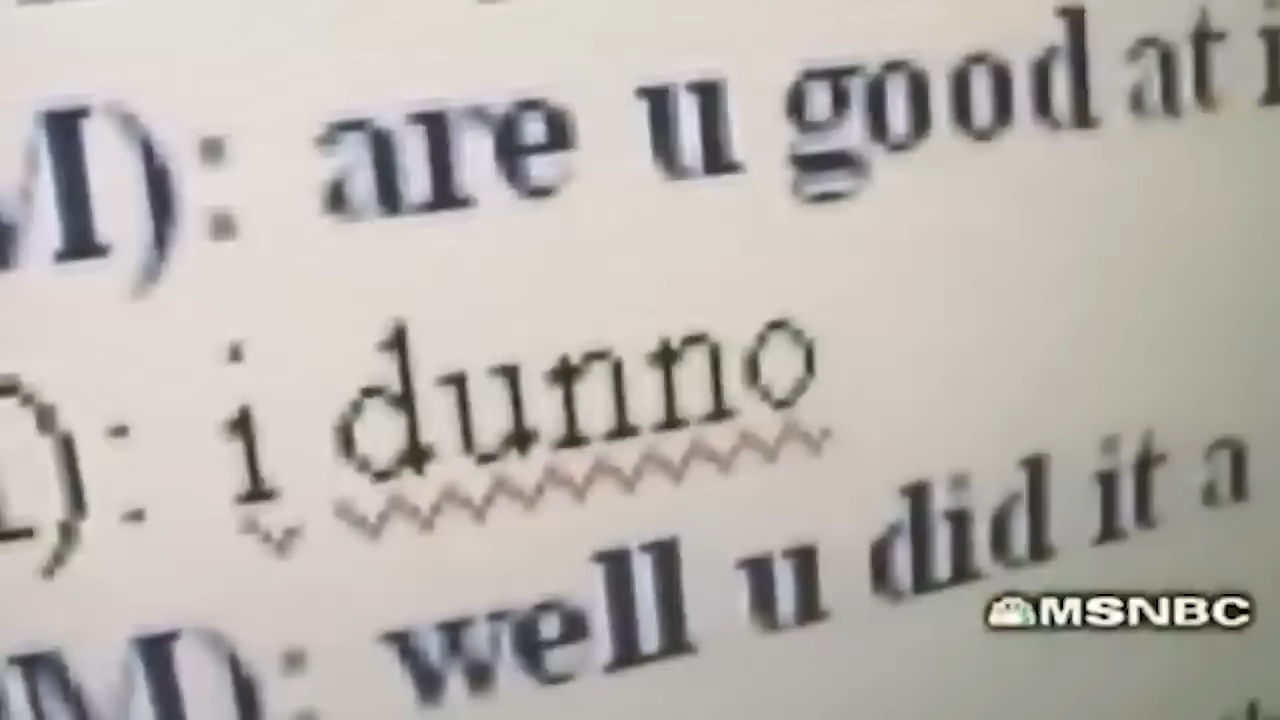 M): are u good at i
): i dunno
M): well u did it a
MSNBC